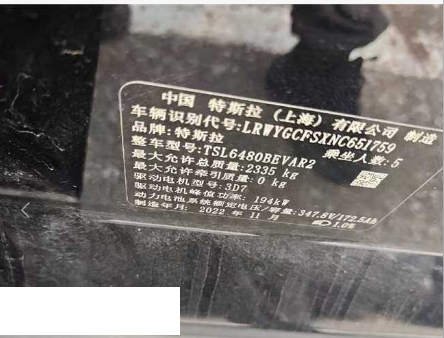 中国 特斯拉（上海）有限公司 制造
车辆识别代号:LRWYGCFSXNC651759
品牌:特斯拉 乘坐人数:5
整车型号:TSL6480BEVAR2
最大允许总质量:2335 kg
最大允许牵引质量:0 kg
驱动电机型号:3D7
驱动电机峰值功率: 194kW
动力电池系统额定电压/容量:347.8V/172.5Ah
制造年月: 2022 年 11 月
1.0S